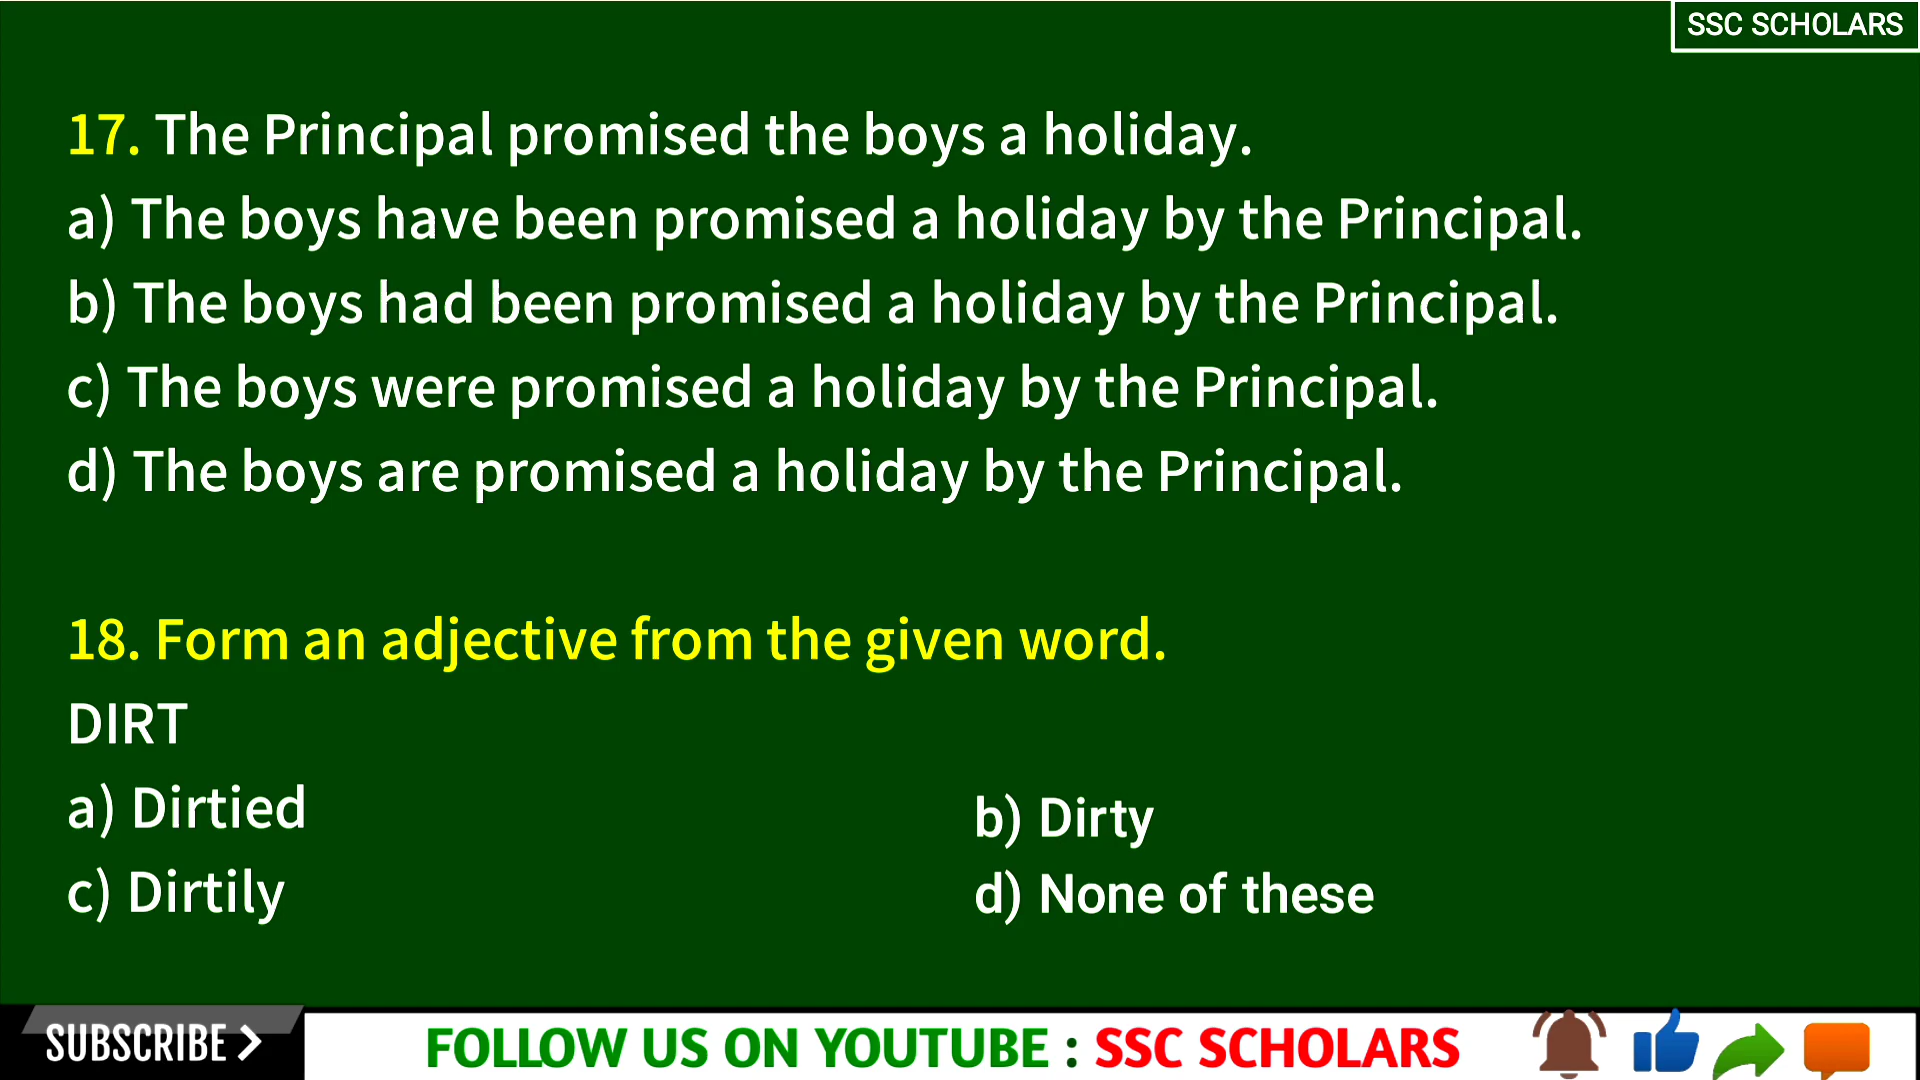 SSC SCHOLARS
17. The Principal promised the boys a holiday.
a) The boys have been promised a holiday by the Principal.
b) The boys had been promised a holiday by the Principal.
c) The boys were promised a holiday by the Principal.
d) The boys are promised a holiday by the Principal.
18. Form an adjective from the given word.
DIRT
a) Dirtied
b) Dirty
c) Dirtily
d) None of these
SUBSCRIBE
FOLLOW US ON YOUTUBE : SSC SCHOLARS